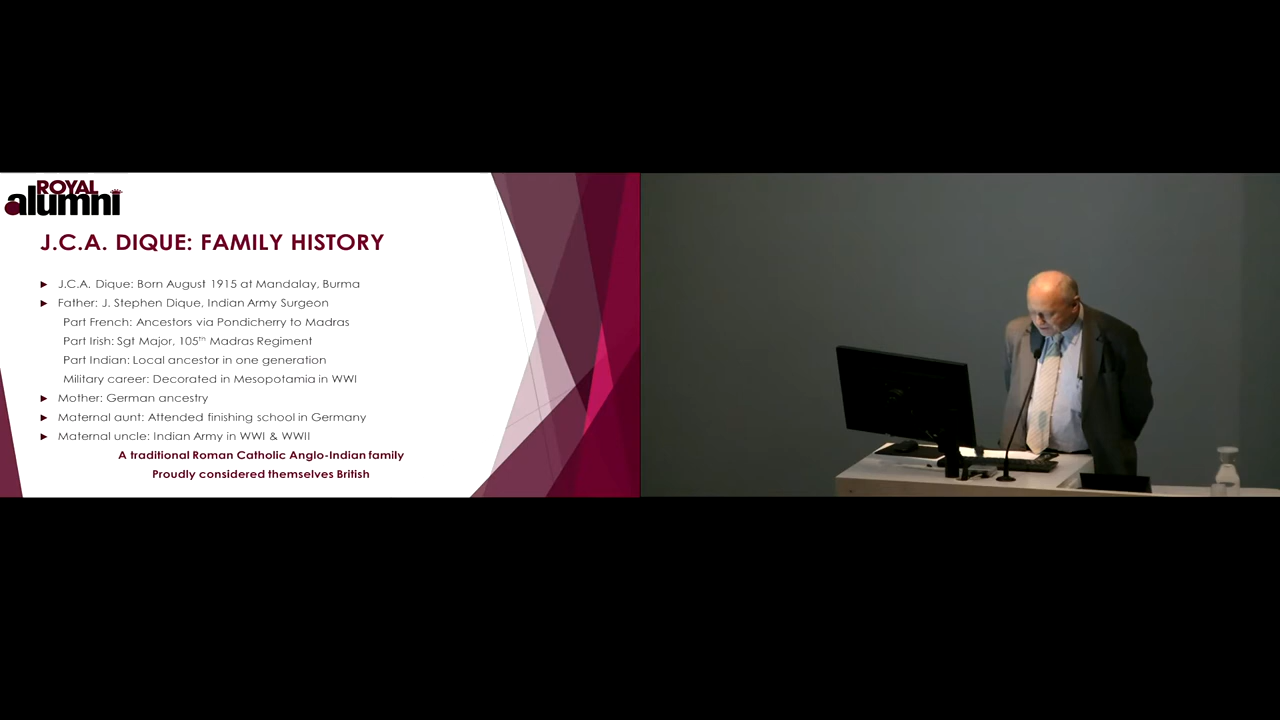 ROYAL
alumni
J.C.A. DIQUE: FAMILY HISTORY
J.C.A. Dique: Born August 1915 at Mandalay, Burma
Father: J. Stephen Dique, Indian Army Surgeon
Part French: Ancestors via Pondicherry to Madras
Part Irish: Sgt Major, 105th Madras Regiment
Part Indian: Local ancestor in one generation
Military career: Decorated in Mesopotamia in WWI
Mother: German ancestry
Maternal aunt: Attended finishing school in Germany
Maternal uncle: Indian Army in WWI & WWII
A traditional Roman Catholic Anglo-Indian family
Proudly considered themselves British